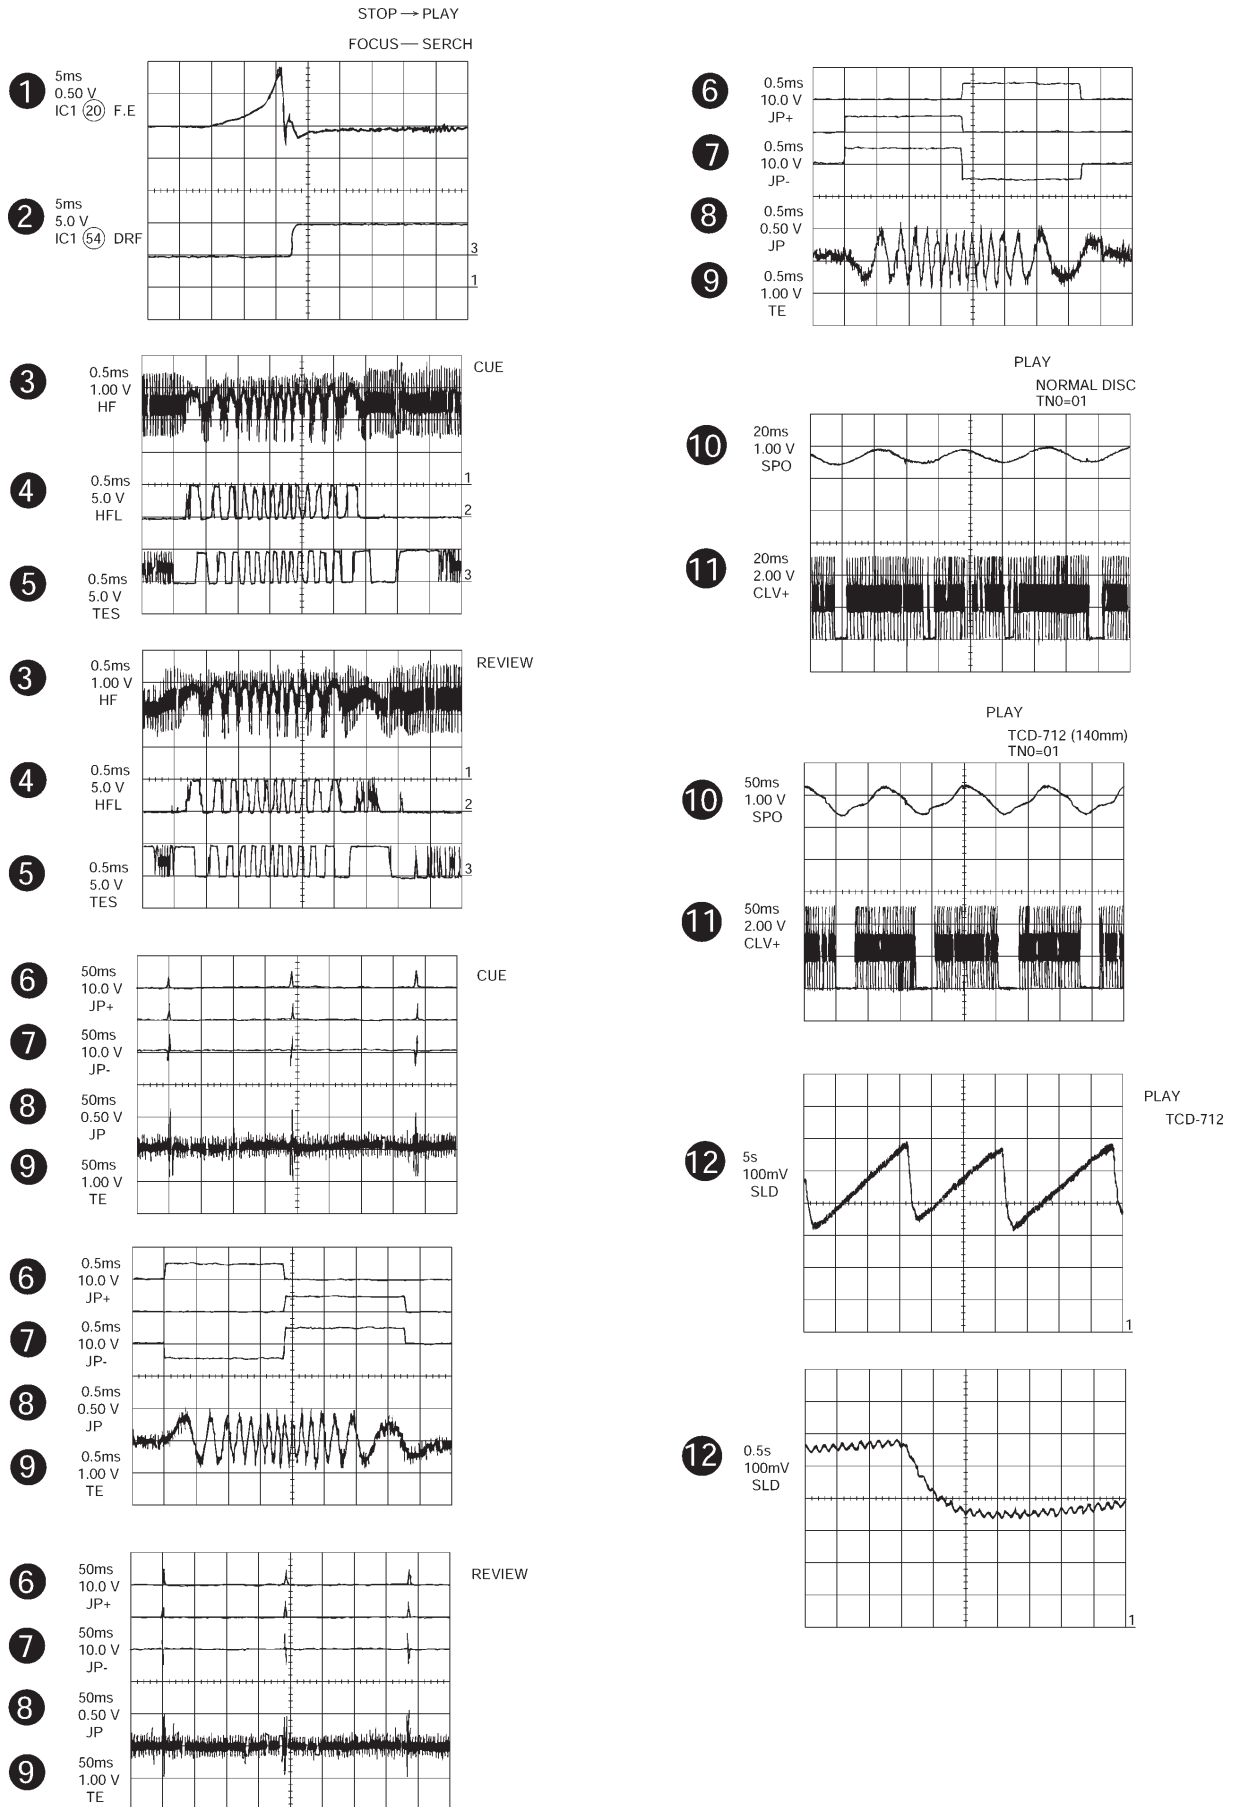 STOP → PLAY
FOCUS — SERCH
1
5ms
0.50 V
IC1 20 F.E
2
5ms
5.0 V
IC1 54 DRF
3
1
3
0.5ms
1.00 V
HF
CUE
4
0.5ms
5.0 V
HFL
1
2
5
0.5ms
5.0 V
TES
3
3
0.5ms
1.00 V
HF
REVIEW
4
0.5ms
5.0 V
HFL
1
2
5
0.5ms
5.0 V
TES
3
6
50ms
10.0 V
JP+
CUE
7
50ms
10.0 V
JP-
8
50ms
0.50 V
JP
9
50ms
1.00 V
TE
6
0.5ms
10.0 V
JP+
7
0.5ms
10.0 V
JP-
8
0.5ms
0.50 V
JP
9
0.5ms
1.00 V
TE
6
50ms
10.0 V
JP+
REVIEW
7
50ms
10.0 V
JP-
8
50ms
0.50 V
JP
9
50ms
1.00 V
TE
6
0.5ms
10.0 V
JP+
7
0.5ms
10.0 V
JP-
8
0.5ms
0.50 V
JP
9
0.5ms
1.00 V
TE
PLAY
NORMAL DISC
TN0=01
10
20ms
1.00 V
SPO
11
20ms
2.00 V
CLV+
PLAY
TCD-712 (140mm)
TN0=01
10
50ms
1.00 V
SPO
11
50ms
2.00 V
CLV+
PLAY
TCD-712
12
5s
100mV
SLD
1
12
0.5s
100mV
SLD
1